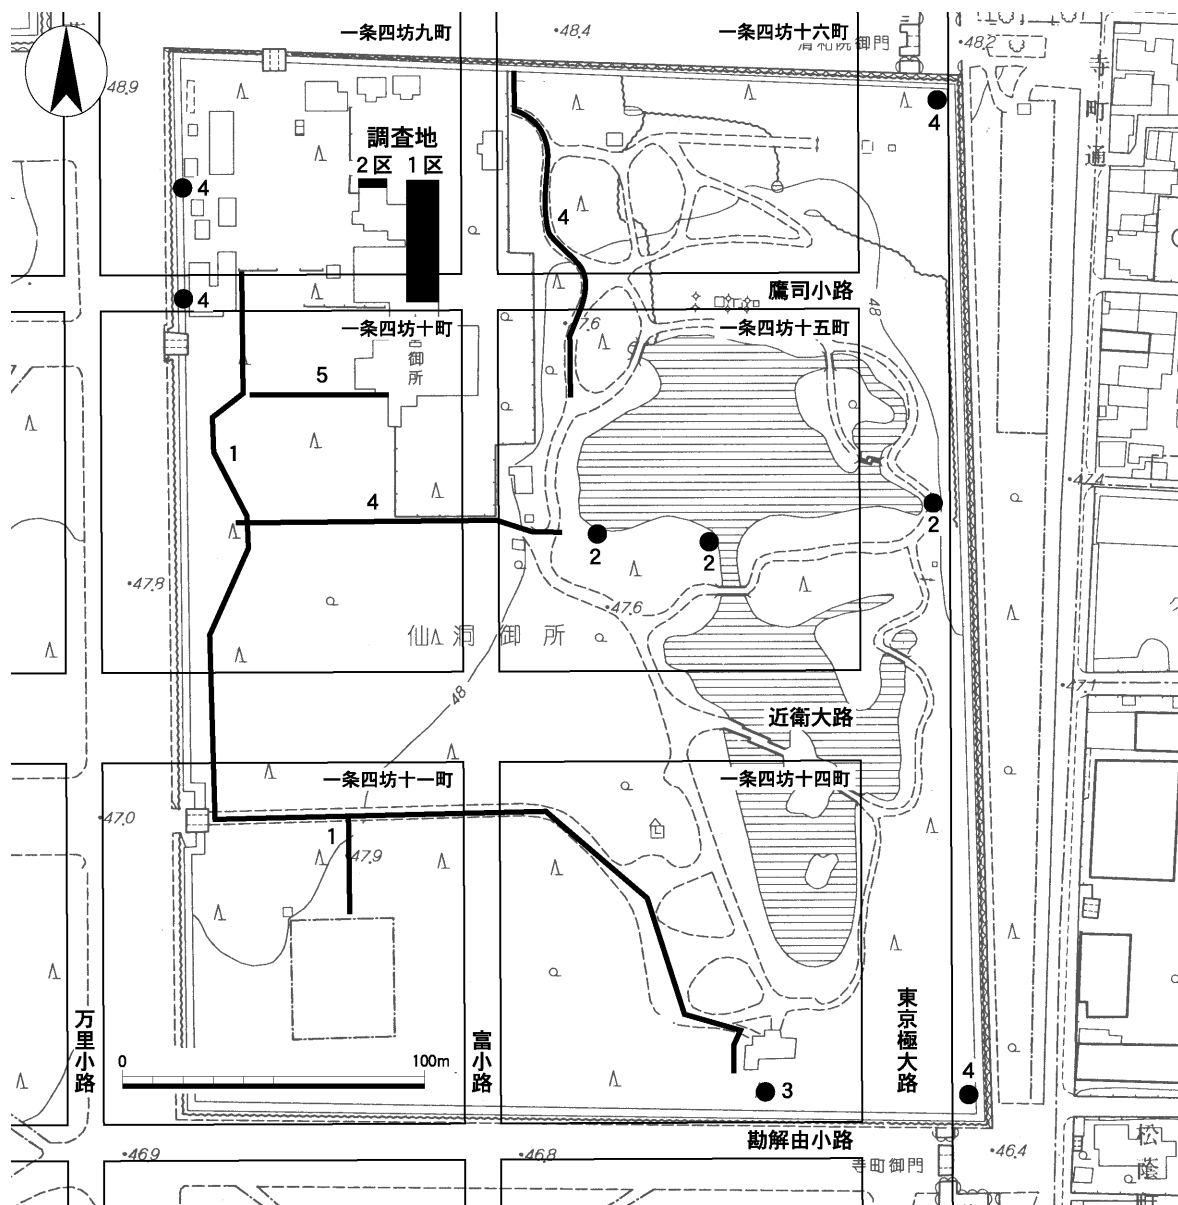 一条四坊九町
・48.4
一条四坊十六町
清和院御門
・48.2
寺町通
48.9
調査地
2区 1区
4
4
4
4
鷹司小路
48
一条四坊十町
・47.6
一条四坊十五町
御所
5
1
4
・47.4
2
2
2
・47.8
・47.6
仙洞御所
48
・47.1
近衛大路
一条四坊十一町
一条四坊十四町
・47.0
1
・47.9
万里小路
富小路
東京極大路
0 100m
3
4
勘解由小路
・46.9
・46.8
寺町御門
・46.4
松蔭町